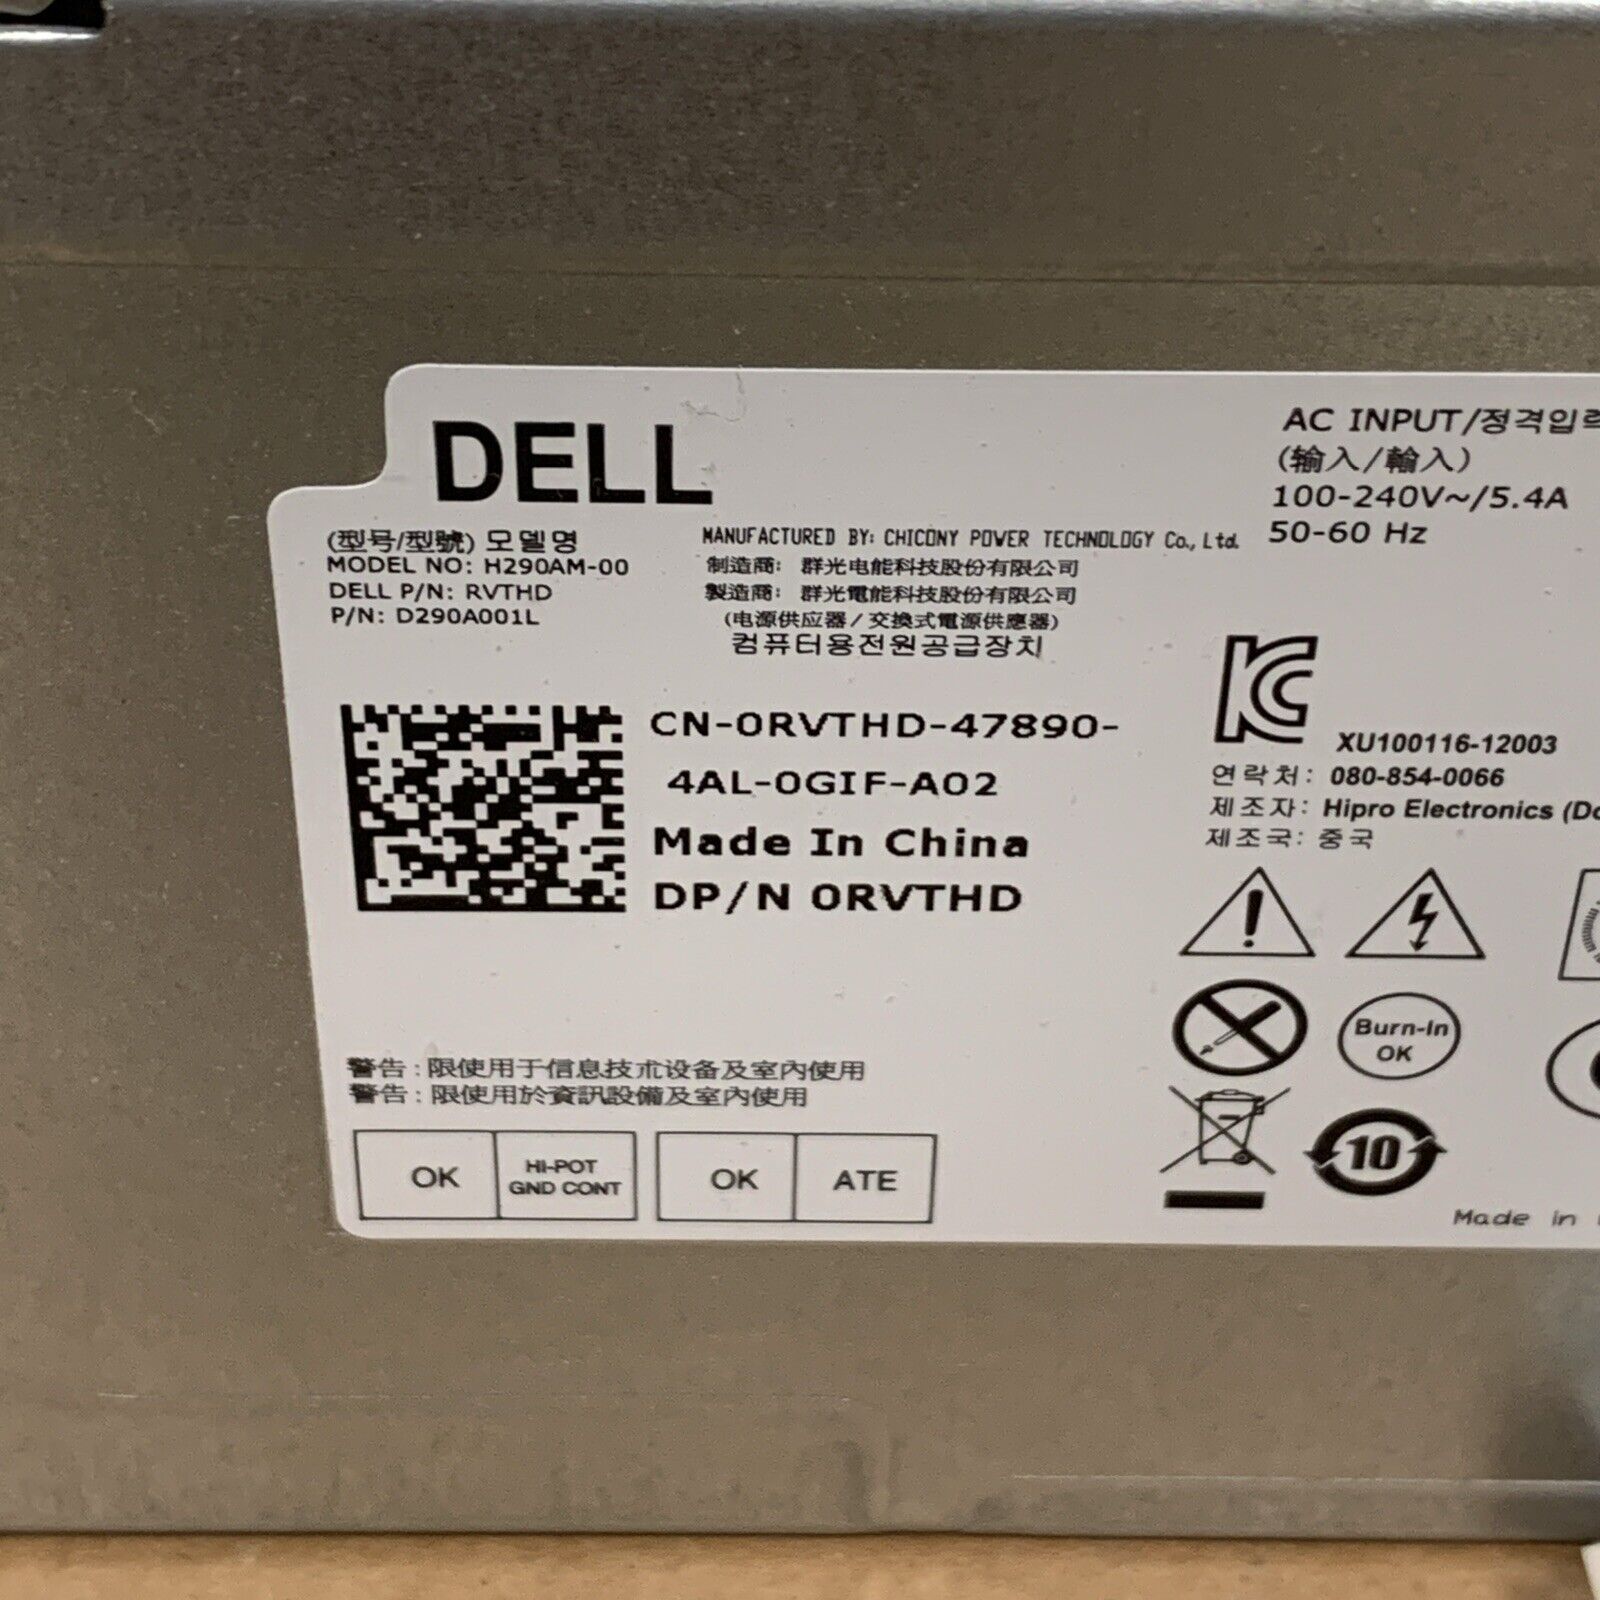 DELL
(型号/型號) 모델명
MODEL NO: H290AM-00
DELL P/N: RVTHD
P/N: D290A001L
MANUFACTURED BY: CHICONY POWER TECHNOLOGY Co., Ltd.
制造商: 群光电能科技股份有限公司
製造商: 群光電能科技股份有限公司
(电源供应器/交換式電源供應器)
컴퓨터용전원공급장치
AC INPUT/정격입력
(输入/輸入)
100-240V~/5.4A
50-60 Hz
CN-0RVTHD-47890-
4AL-0GIF-A02
Made In China
DP/N 0RVTHD
XU100116-12003
연락처: 080-854-0066
제조자: Hipro Electronics (Do
제조국: 중국
Burn-In
OK
10
Made in
警告:限使用于信息技术设备及室内使用
警告:限使用於資訊設備及室內使用
OK
HI-POT
GND CONT
OK
ATE